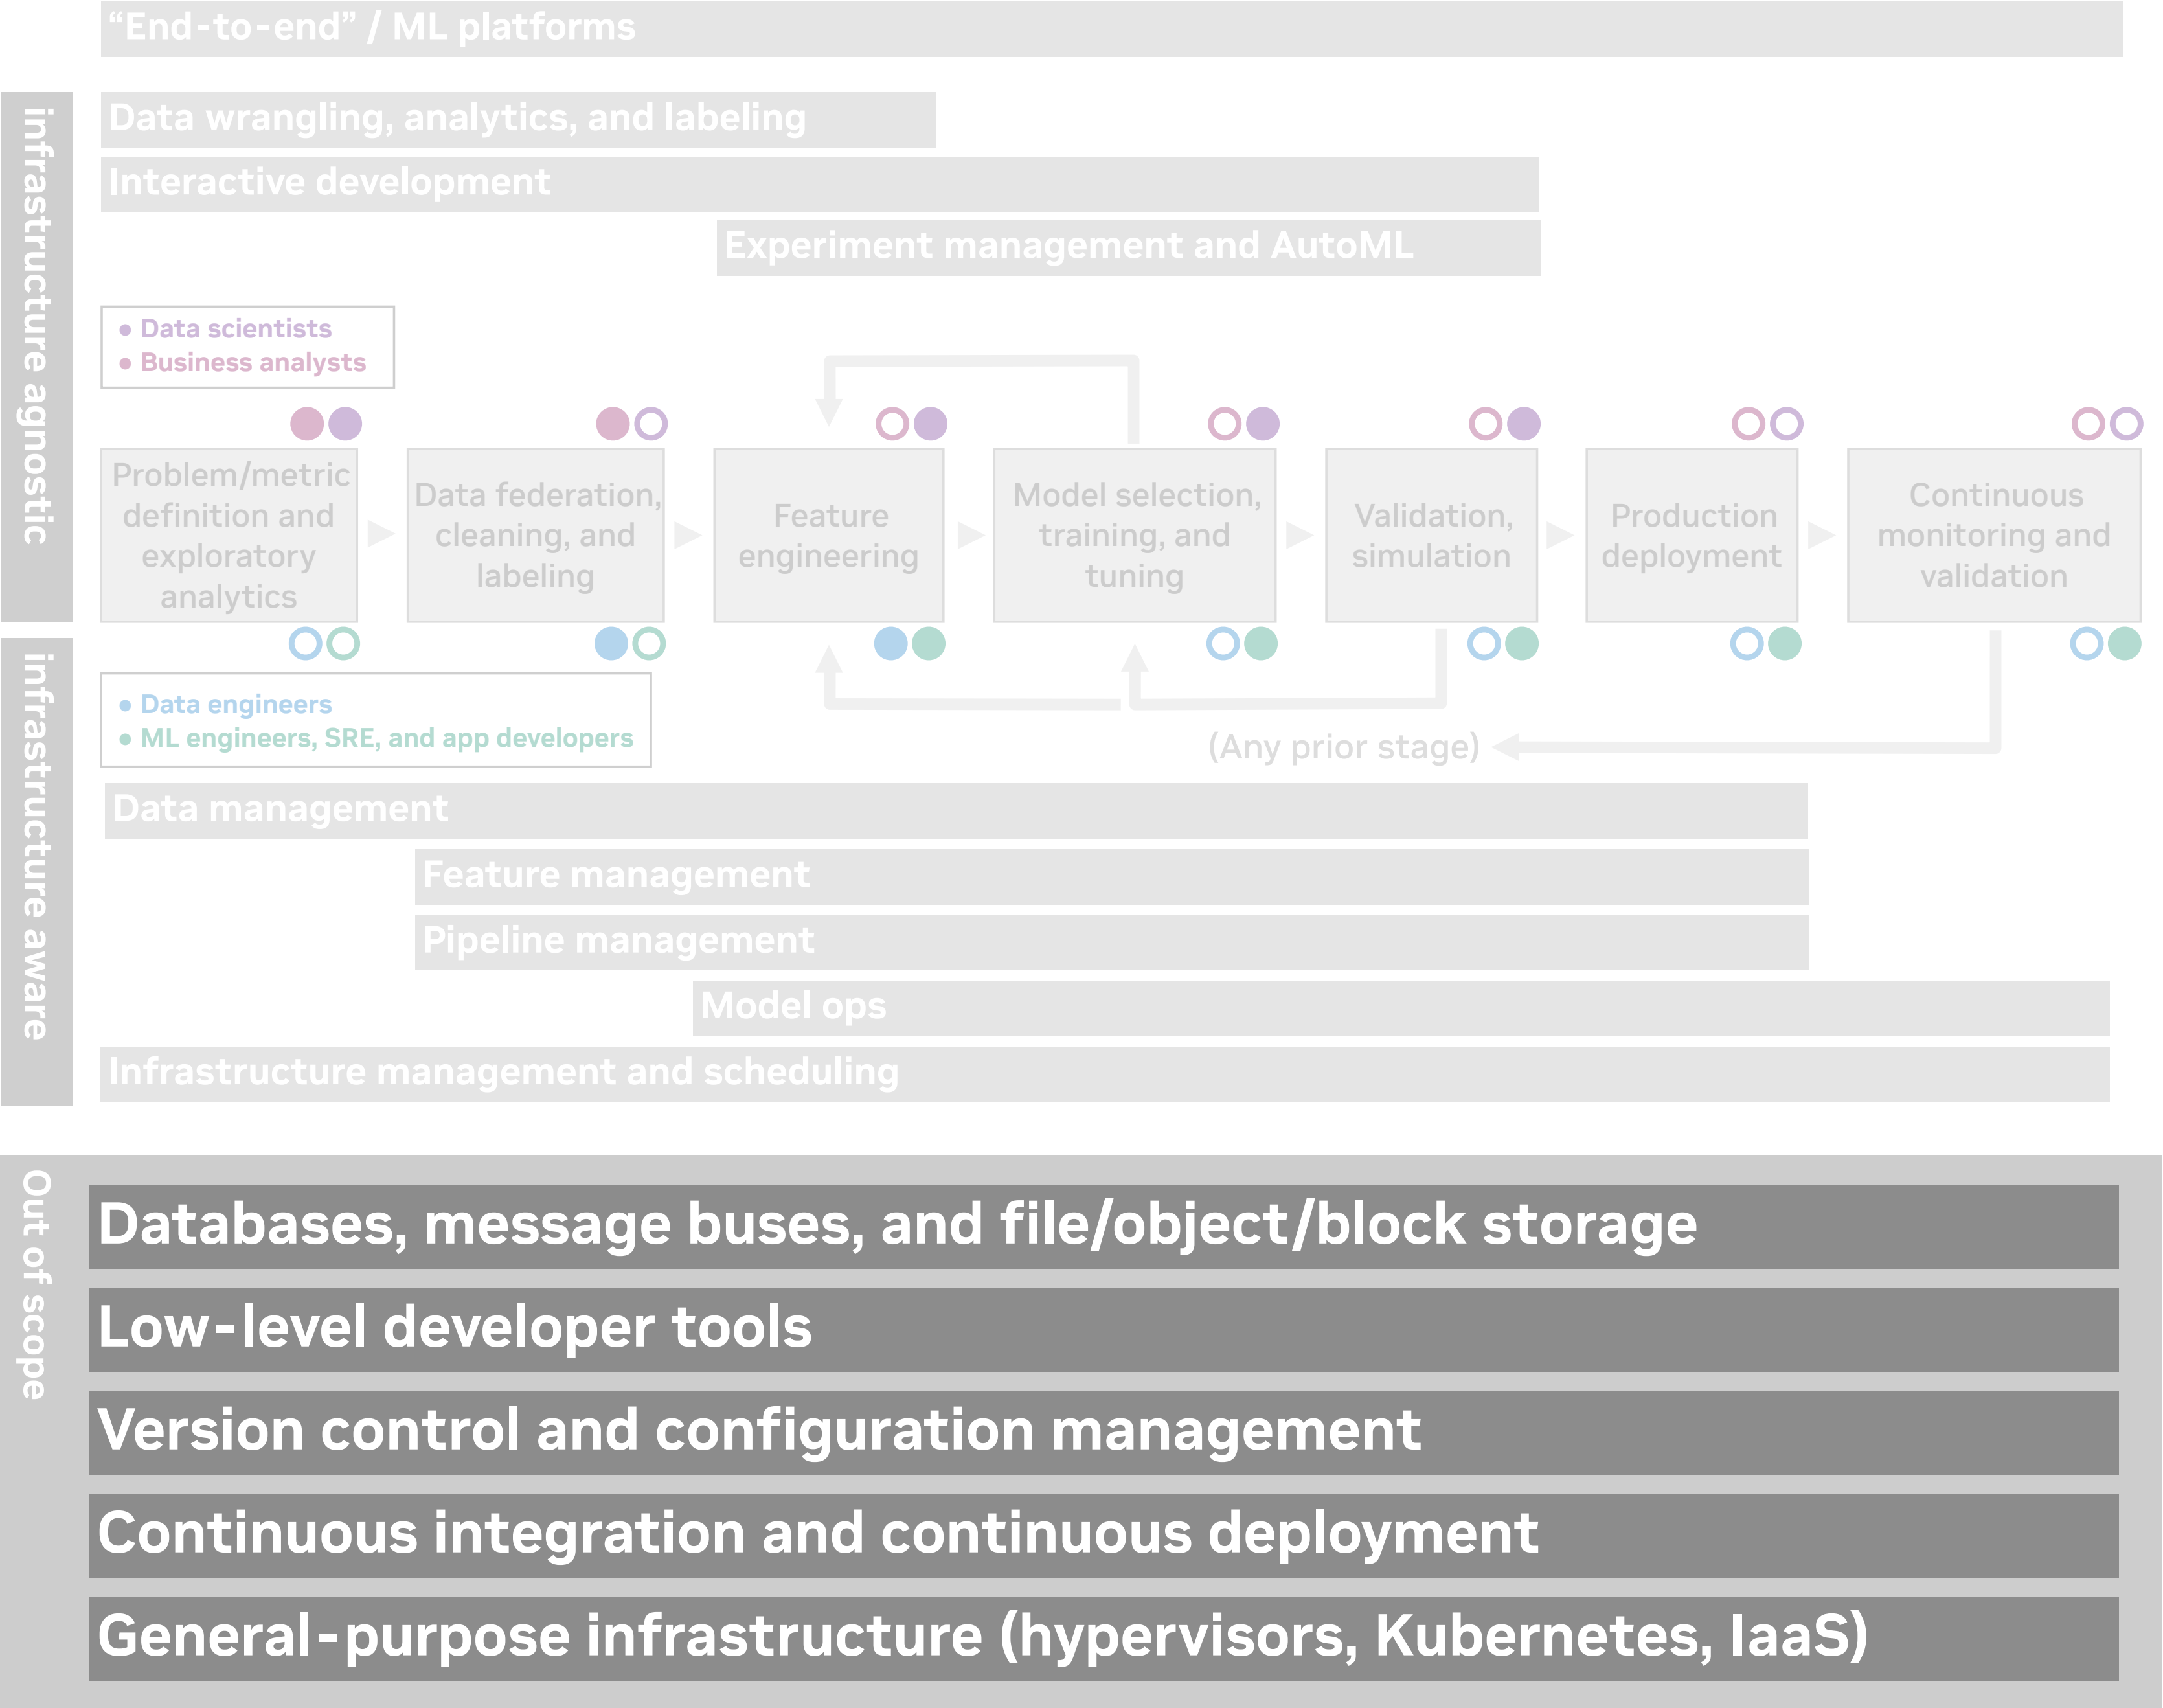 “End-to-end” / ML platforms
infrastructure agnostic
Data wrangling, analytics, and labeling
Interactive development
Experiment management and AutoML
Data scientists
Business analysts
Problem/metric
definition and
exploratory
analytics
Data federation,
cleaning, and
labeling
Feature
engineering
Model selection,
training, and
tuning
Validation,
simulation
Production
deployment
Continuous
monitoring and
validation
infrastructure aware
Data engineers
ML engineers, SRE, and app developers
(Any prior stage)
Data management
Feature management
Pipeline management
Model ops
Infrastructure management and scheduling
Out of scope
Databases, message buses, and file/object/block storage
Low-level developer tools
Version control and configuration management
Continuous integration and continuous deployment
General-purpose infrastructure (hypervisors, Kubernetes, IaaS)